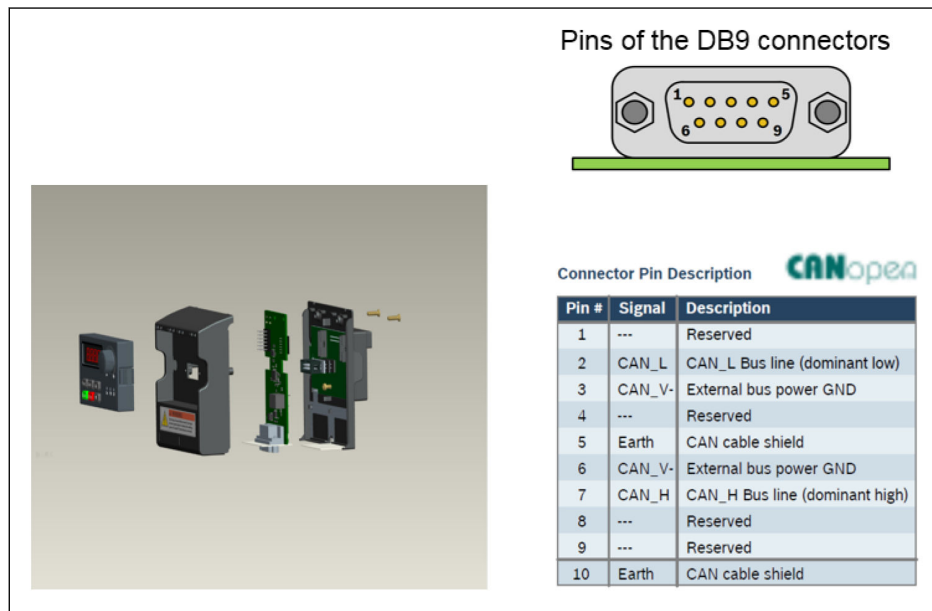 Pins of the DB9 connectors
1 5
6 9
CANopen
Connector Pin Description
Pin # Signal Description
1 --- Reserved
2 CAN_L CAN_L Bus line (dominant low)
3 CAN_V- External bus power GND
4 --- Reserved
5 Earth CAN cable shield
6 CAN_V- External bus power GND
7 CAN_H CAN_H Bus line (dominant high)
8 --- Reserved
9 --- Reserved
10 Earth CAN cable shield